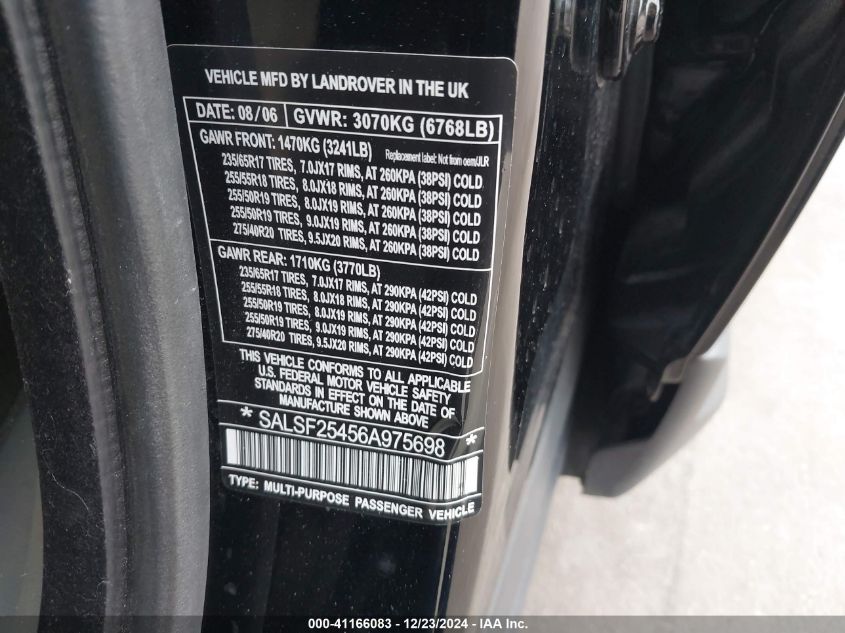 VEHICLE MFD BY LANDROVER IN THE UK
DATE: 08/06 GVWR: 3070KG (6768LB)
GAWR FRONT: 1470KG (3241LB) Replacement label: Not from oem ULR
235/65R17 TIRES, 7.0JX17 RIMS, AT 260KPA (38PSI) COLD
255/55R18 TIRES, 8.0JX18 RIMS, AT 260KPA (38PSI) COLD
255/50R19 TIRES, 8.0JX19 RIMS, AT 260KPA (38PSI) COLD
255/50R19 TIRES, 9.0JX19 RIMS, AT 260KPA (38PSI) COLD
275/40R20 TIRES, 9.5JX20 RIMS, AT 260KPA (38PSI) COLD
GAWR REAR: 1710KG (3770LB)
235/65R17 TIRES, 7.0JX17 RIMS, AT 290KPA (42PSI) COLD
255/55R18 TIRES, 8.0JX18 RIMS, AT 290KPA (42PSI) COLD
255/50R19 TIRES, 8.0JX19 RIMS, AT 290KPA (42PSI) COLD
255/50R19 TIRES, 9.0JX19 RIMS, AT 290KPA (42PSI) COLD
275/40R20 TIRES, 9.5JX20 RIMS, AT 290KPA (42PSI) COLD
THIS VEHICLE CONFORMS TO ALL APPLICABLE
U.S. FEDERAL MOTOR VEHICLE SAFETY
STANDARDS IN EFFECT ON THE DATE OF
MANUFACTURE SHOWN ABOVE
* SALSF25456A975698 *
TYPE: MULTI-PURPOSE PASSENGER VEHICLE
000-41166083 - 12/23/2024 - IAA Inc.